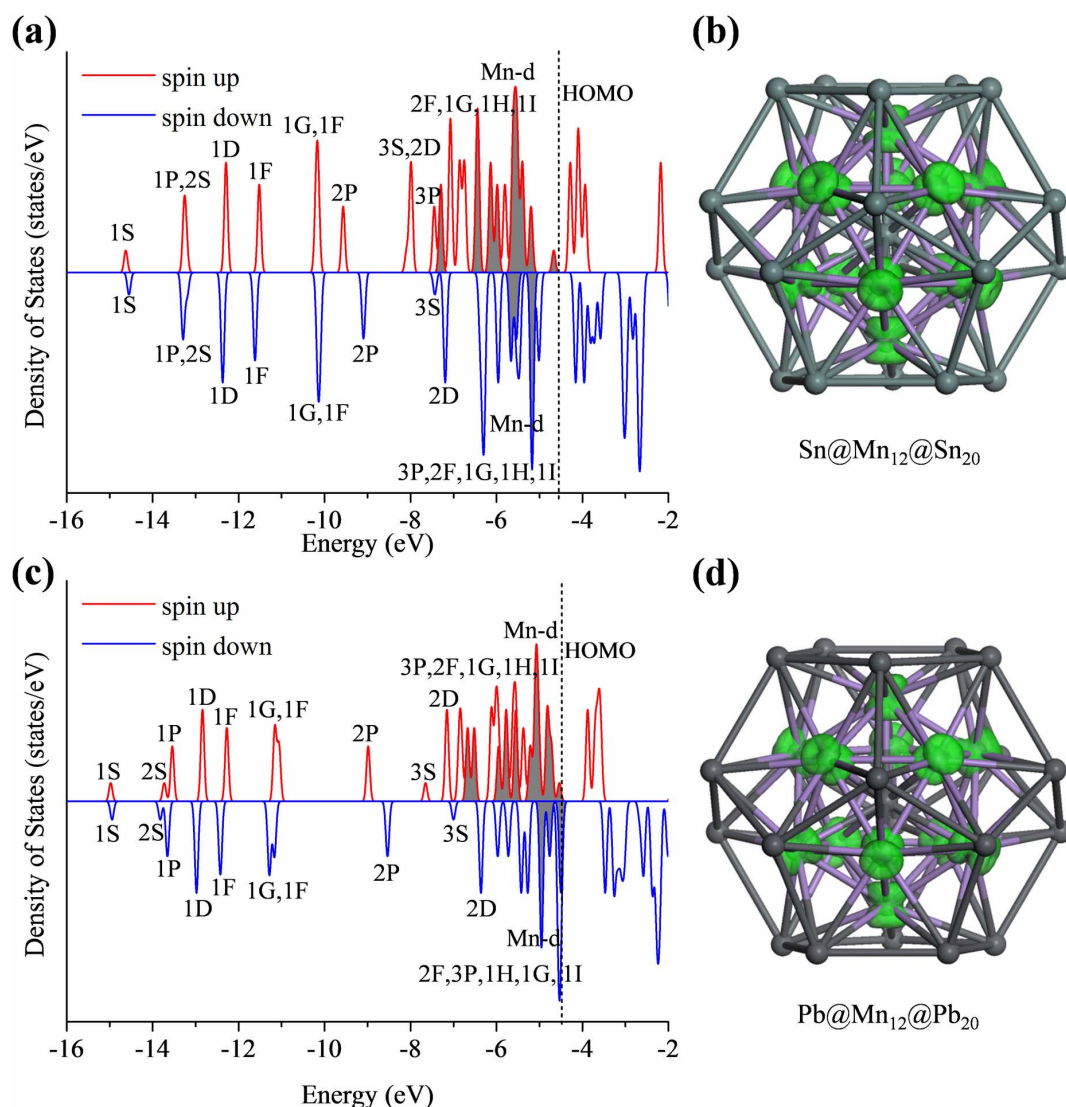 (a)
Density of States (states/eV)
spin up
spin down
1S
1P,2S
1D
1F
1G,1F
2P
3S,2D
3P
2F,1G,1H,1I
Mn-d
HOMO
1S
1P,2S
1D
1F
1G,1F
2P
3S
2D
Mn-d
3P,2F,1G,1H,1I
-16 -14 -12 -10 -8 -6 -4 -2
Energy (eV)
(b)
Sn@Mn12@Sn20
(c)
Density of States (states/eV)
spin up
spin down
1S
2S
1P
1D
1F
1G,1F
2P
3S
2D
3P,2F,1G,1H,1I
Mn-d
HOMO
1S
2S
1P
1D
1F
1G,1F
2P
3S
2D
Mn-d
2F,3P,1H,1G,1I
-16 -14 -12 -10 -8 -6 -4 -2
Energy (eV)
(d)
Pb@Mn12@Pb20